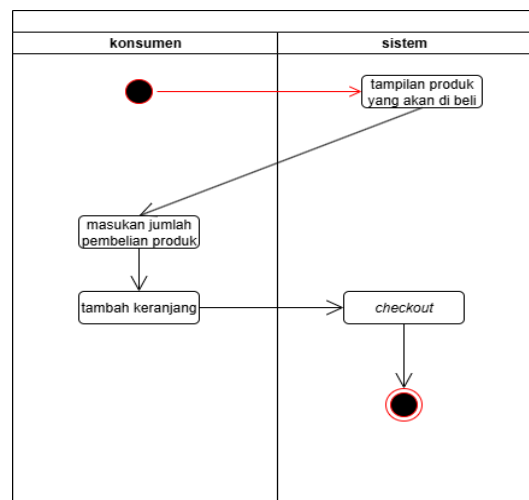 konsumen
sistem
tampilan produk
yang akan di beli
masukan jumlah
pembelian produk
tambah keranjang
checkout